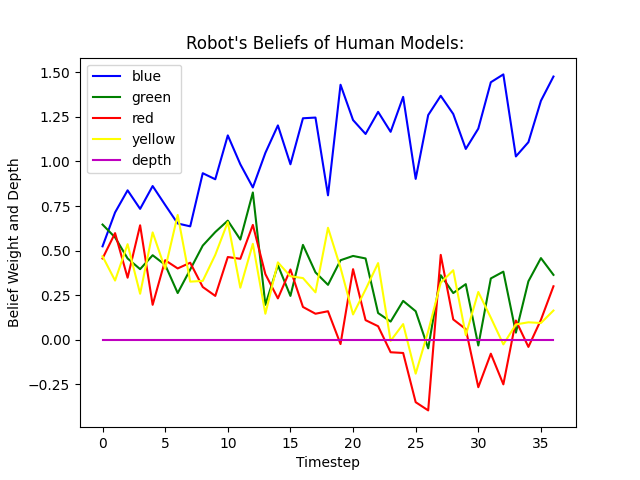 Robot's Beliefs of Human Models:
blue
green
red
yellow
depth
1.50
1.25
1.00
0.75
0.50
0.25
0.00
−0.25
Belief Weight and Depth
0 5 10 15 20 25 30 35
Timestep